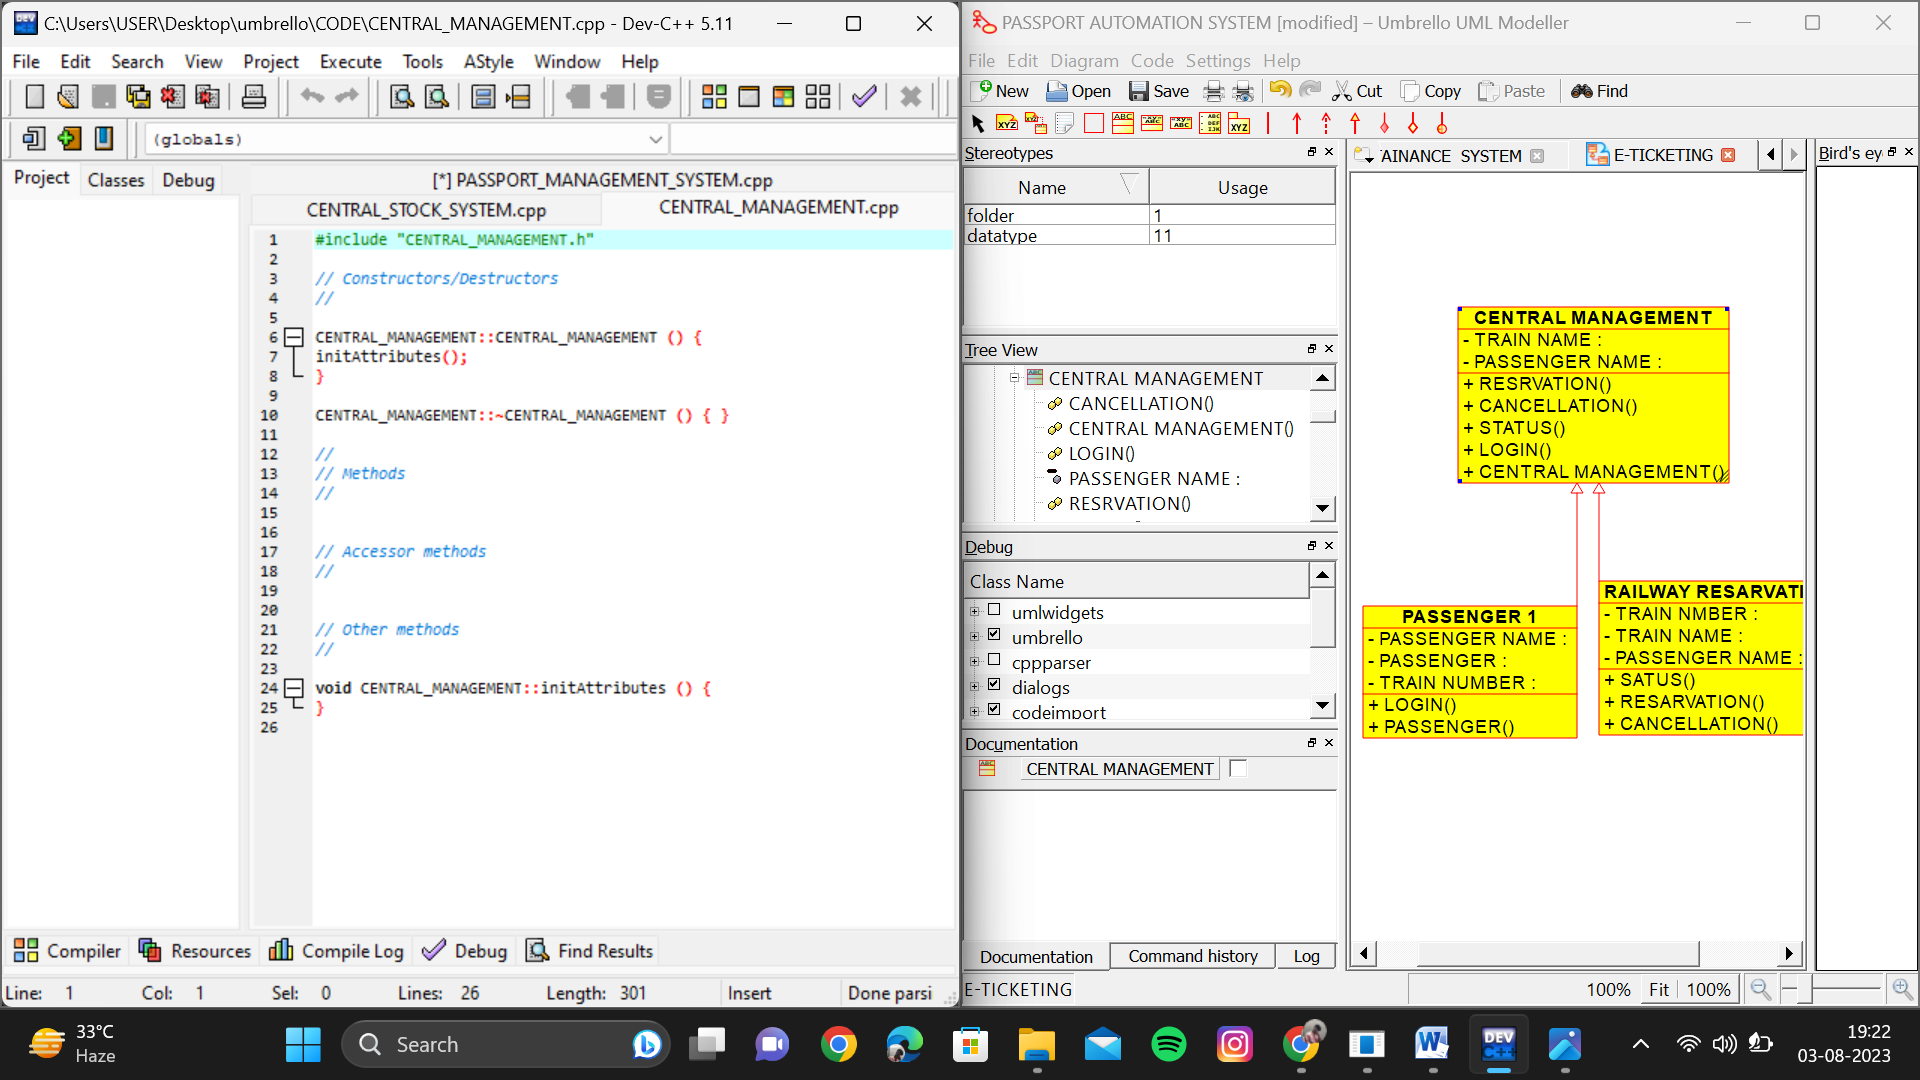 C:\Users\USER\Desktop\umbrello\CODE\CENTRAL_MANAGEMENT.cpp - Dev-C++ 5.11
File Edit Search View Project Execute Tools AStyle Window Help
(globals)
Project Classes Debug
[*] PASSPORT_MANAGEMENT_SYSTEM.cpp
CENTRAL_STOCK_SYSTEM.cpp CENTRAL_MANAGEMENT.cpp
1 #include "CENTRAL_MANAGEMENT.h"
2
3 // Constructors/Destructors
4 //
5
6 CENTRAL_MANAGEMENT::CENTRAL_MANAGEMENT () {
7 initAttributes();
8 }
9
10 CENTRAL_MANAGEMENT::~CENTRAL_MANAGEMENT () { }
11
12 //
13 // Methods
14 //
15
16
17 // Accessor methods
18 //
19
20
21 // Other methods
22 //
23
24 void CENTRAL_MANAGEMENT::initAttributes () {
25 }
26
Compiler Resources Compile Log Debug Find Results
Line: 1 Col: 1 Sel: 0 Lines: 26 Length: 301 Insert Done parsi
PASSPORT AUTOMATION SYSTEM [modified] – Umbrello UML Modeller
File Edit Diagram Code Settings Help
New Open Save Cut Copy Paste Find
Stereotypes
Name Usage
folder 1
datatype 11
Tree View
CENTRAL MANAGEMENT
CANCELLATION()
CENTRAL MANAGEMENT()
LOGIN()
PASSENGER NAME :
RESRVATION()
Debug
Class Name
umlwidgets
umbrello
cppparser
dialogs
codeimport
Documentation
CENTRAL MANAGEMENT
Documentation Command history Log
E-TICKETING
AINANCE SYSTEM E-TICKETING
Bird's eye
CENTRAL MANAGEMENT
- TRAIN NAME :
- PASSENGER NAME :
+ RESRVATION()
+ CANCELLATION()
+ STATUS()
+ LOGIN()
+ CENTRAL MANAGEMENT()
PASSENGER 1
- PASSENGER NAME :
- PASSENGER :
- TRAIN NUMBER :
+ LOGIN()
+ PASSENGER()
RAILWAY RESARVATI
- TRAIN NMBER :
- TRAIN NAME :
- PASSENGER NAME :
+ SATUS()
+ RESARVATION()
+ CANCELLATION()
100% Fit 100%
33°C
Haze
Search
DEV C++
19:22
03-08-2023